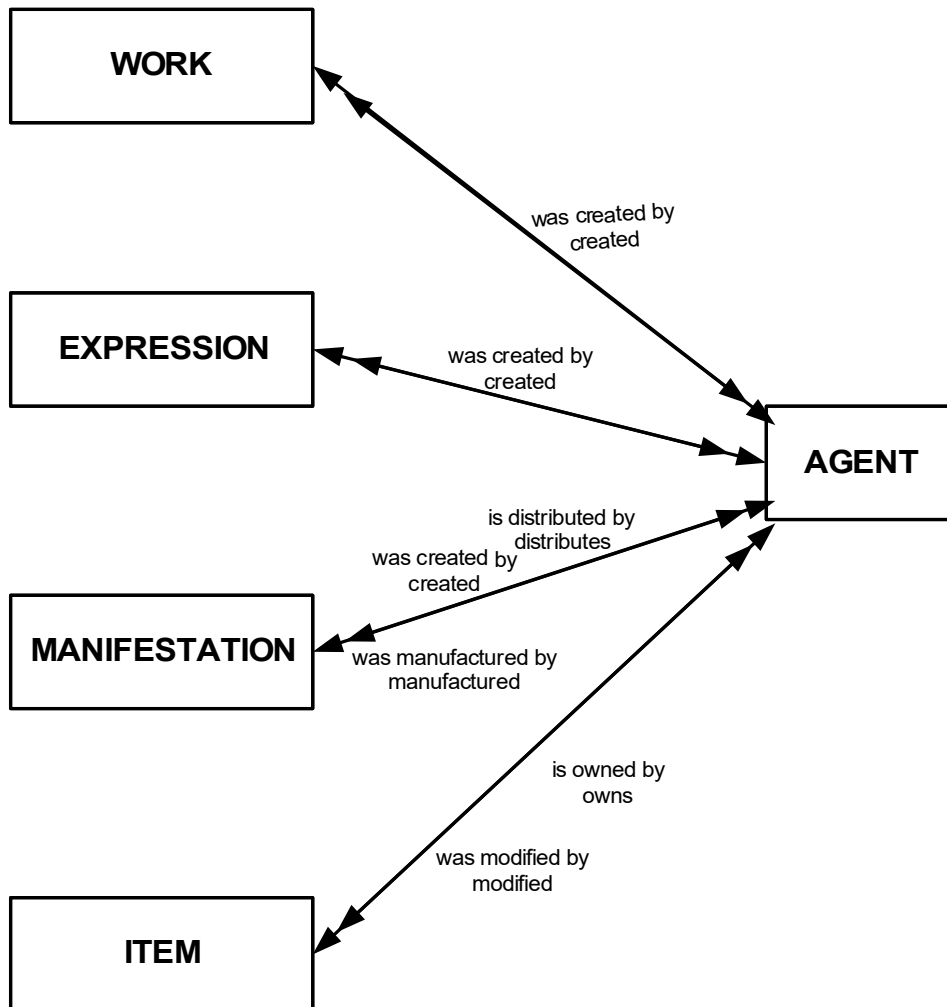 WORK
was created by
created
EXPRESSION
was created by
created
AGENT
is distributed by
distributes
was created by
created
MANIFESTATION
was manufactured by
manufactured
is owned by
owns
was modified by
modified
ITEM